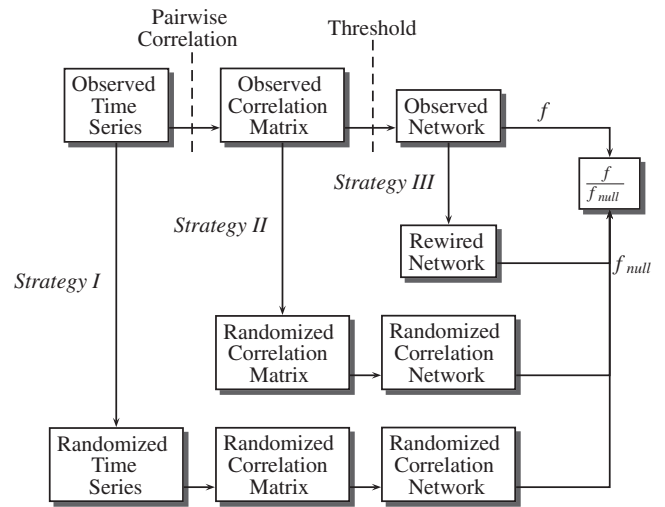 Pairwise
Correlation
Threshold
Observed
Time
Series
Observed
Correlation
Matrix
Observed
Network
f
f
f null
Strategy III
Strategy II
Strategy I
Rewired
Network
f null
Randomized
Correlation
Matrix
Randomized
Correlation
Network
Randomized
Time
Series
Randomized
Correlation
Matrix
Randomized
Correlation
Network